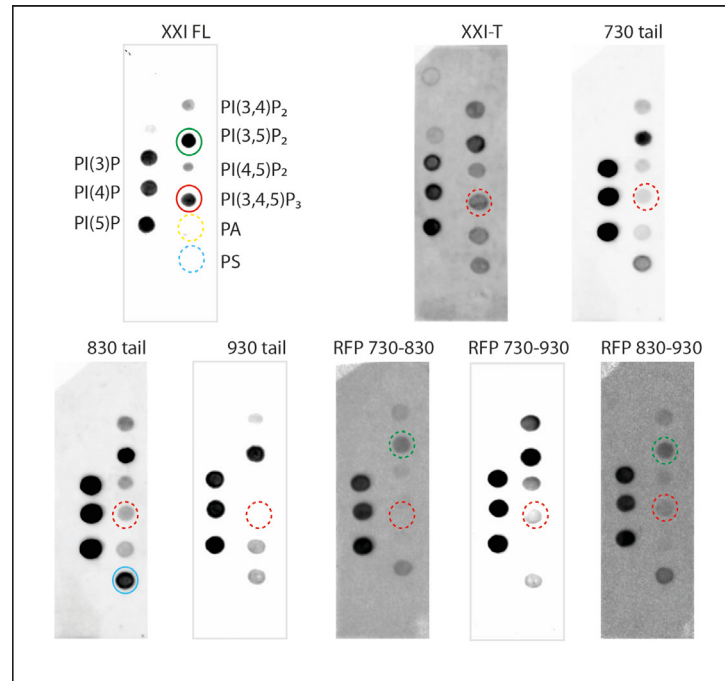 XXI FL
XXI-T
730 tail
PI(3,4)P₂
PI(3,5)P₂
PI(3)P
PI(4,5)P₂
PI(4)P
PI(3,4,5)P₃
PI(5)P
PA
PS
830 tail
930 tail
RFP 730-830
RFP 730-930
RFP 830-930